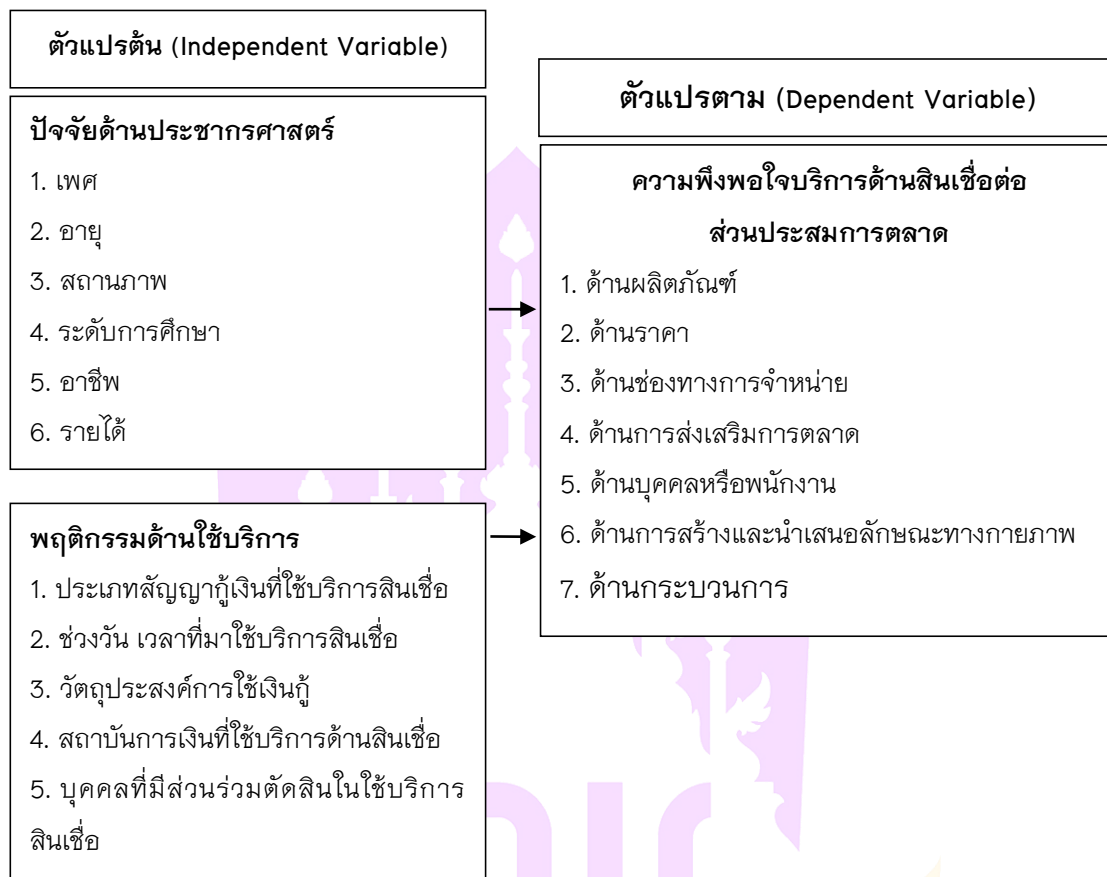 ตัวแปรต้น (Independent Variable)
ปัจจัยด้านประชากรศาสตร์
1. เพศ
2. อายุ
3. สถานภาพ
4. ระดับการศึกษา
5. อาชีพ
6. รายได้
พฤติกรรมด้านใช้บริการ
1. ประเภทสัญญากู้เงินที่ใช้บริการสินเชื่อ
2. ช่วงวัน เวลาที่มาใช้บริการสินเชื่อ
3. วัตถุประสงค์การใช้เงินกู้
4. สถาบันการเงินที่ใช้บริการด้านสินเชื่อ
5. บุคคลที่มีส่วนร่วมตัดสินในใช้บริการ
สินเชื่อ
ตัวแปรตาม (Dependent Variable)
ความพึงพอใจบริการด้านสินเชื่อต่อ
ส่วนประสมการตลาด
1. ด้านผลิตภัณฑ์
2. ด้านราคา
3. ด้านช่องทางการจำหน่าย
4. ด้านการส่งเสริมการตลาด
5. ด้านบุคคลหรือพนักงาน
6. ด้านการสร้างและนำเสนอลักษณะทางกายภาพ
7. ด้านกระบวนการ